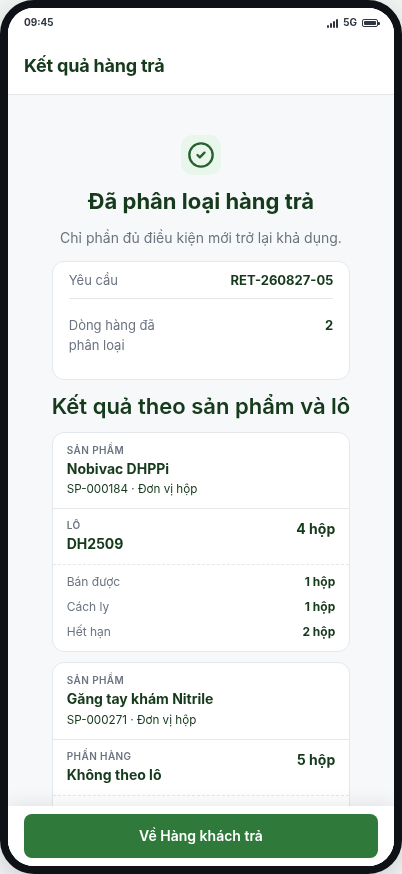 09:45
5G
Kết quả hàng trả
Đã phân loại hàng trả
Chỉ phần đủ điều kiện mới trở lại khả dụng.
Yêu cầu RET-260827-05
Dòng hàng đã 2
phân loại
Kết quả theo sản phẩm và lô
SẢN PHẨM
Nobivac DHPPi
SP-000184 · Đơn vị hộp
LÔ
DH2509
4 hộp
Bán được 1 hộp
Cách ly 1 hộp
Hết hạn 2 hộp
SẢN PHẨM
Găng tay khám Nitrile
SP-000271 · Đơn vị hộp
PHẦN HÀNG
Không theo lô
5 hộp
Về Hàng khách trả